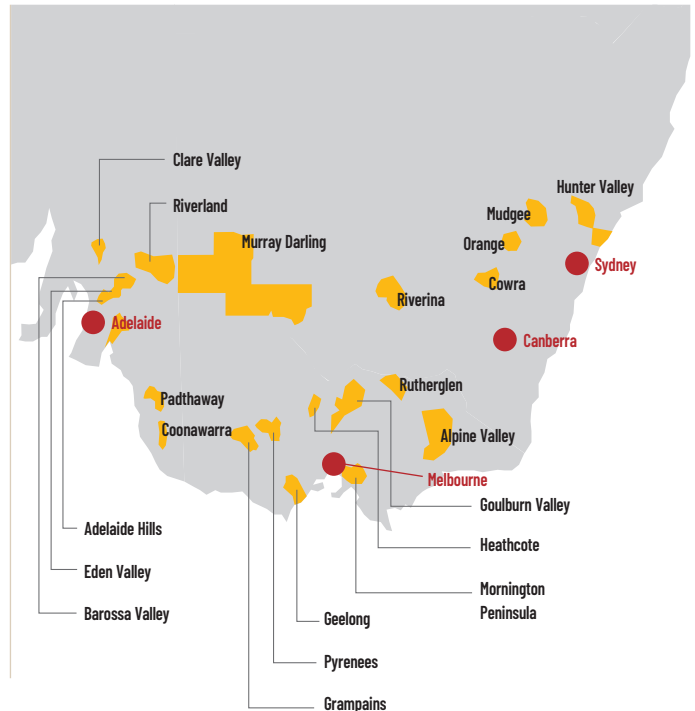 Clare Valley
Hunter Valley
Riverland
Mudgee
Murray Darling
Orange
Sydney
Cowra
Riverina
Adelaide
Canberra
Rutherglen
Padthaway
Coonawarra
Alpine Valley
Melbourne
Goulburn Valley
Adelaide Hills
Heathcote
Eden Valley
Mornington
Peninsula
Barossa Valley
Geelong
Pyrenees
Grampains